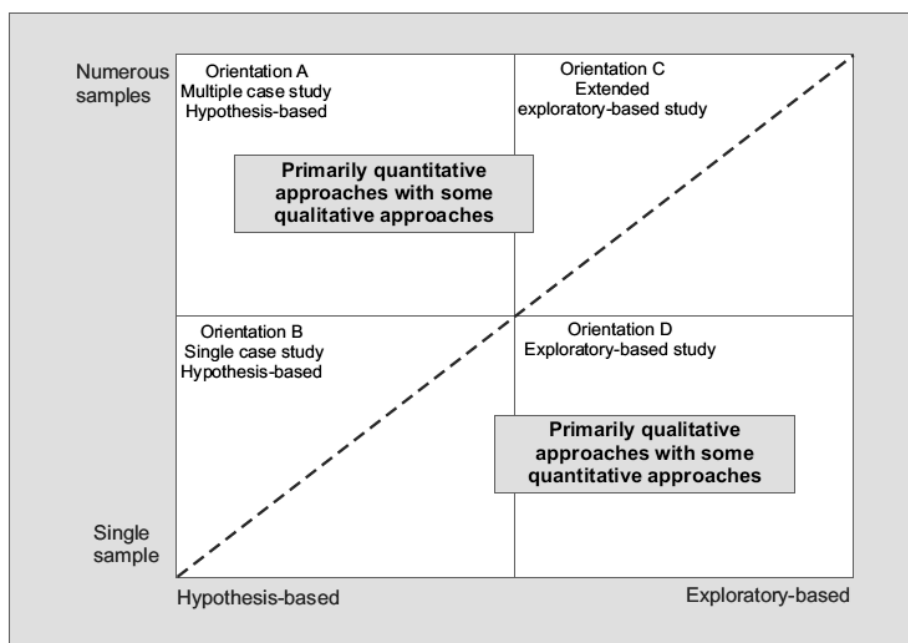 Numerous
samples
Orientation A
Multiple case study
Hypothesis-based
Orientation C
Extended
exploratory-based study
Primarily quantitative
approaches with some
qualitative approaches
Orientation B
Single case study
Hypothesis-based
Orientation D
Exploratory-based study
Primarily qualitative
approaches with some
quantitative approaches
Single
sample
Hypothesis-based
Exploratory-based